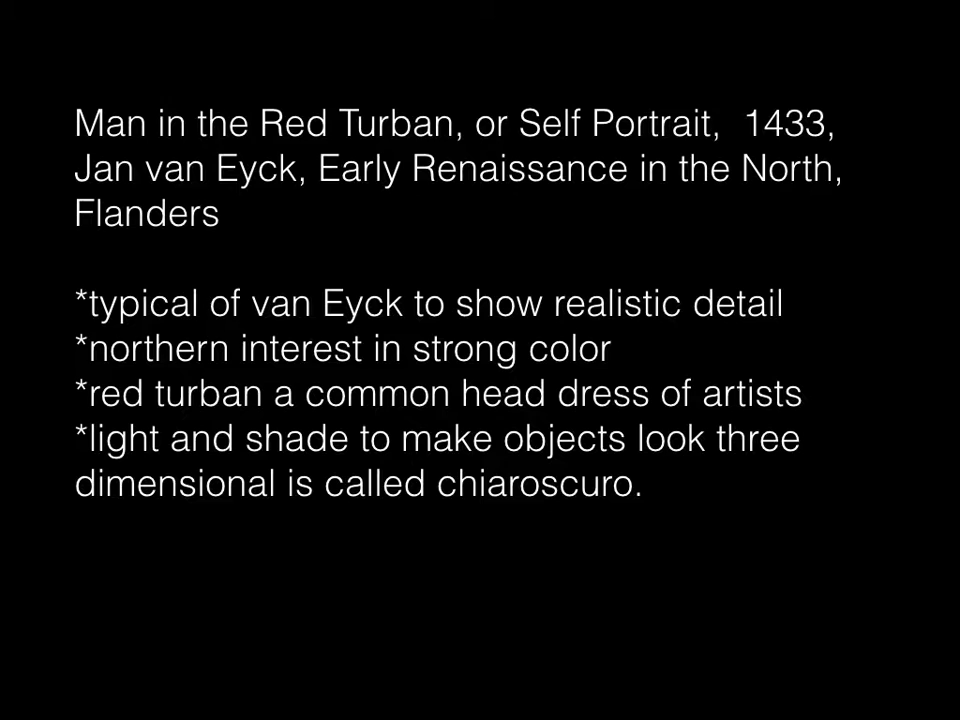 Man in the Red Turban, or Self Portrait,  1433,
Jan van Eyck, Early Renaissance in the North,
Flanders
*typical of van Eyck to show realistic detail
*northern interest in strong color
*red turban a common head dress of artists
*light and shade to make objects look three
dimensional is called chiaroscuro.